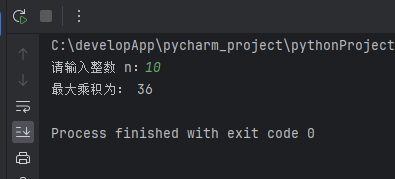 C:\developApp\pycharm_project\pythonProject
请输入整数 n：10
最大乘积为： 36
Process finished with exit code 0